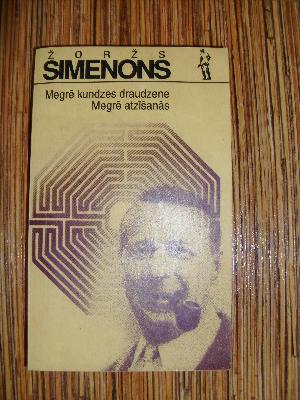 ŽORŽS
SIMENONS
Megrē kundzes draudzene
Megrē atzīšanās